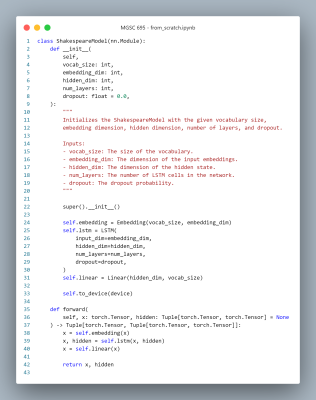 MGSC 695 - from_scratch.ipynb
1 class ShakespeareModel(nn.Module):
2     def __init__(
3         self,
4         vocab_size: int,
5         embedding_dim: int,
6         hidden_dim: int,
7         num_layers: int,
8         dropout: float = 0.0,
9     ):
10         """
11         Initializes the ShakespeareModel with the given vocabulary size,
12         embedding dimension, hidden dimension, number of layers, and dropout.
13
14         Inputs:
15         - vocab_size: The size of the vocabulary.
16         - embedding_dim: The dimension of the input embeddings.
17         - hidden_dim: The dimension of the hidden state.
18         - num_layers: The number of LSTM cells in the network.
19         - dropout: The dropout probability.
20         """
21
22         super().__init__()
23
24         self.embedding = Embedding(vocab_size, embedding_dim)
25         self.lstm = LSTM(
26             input_dim=embedding_dim,
27             hidden_dim=hidden_dim,
28             num_layers=num_layers,
29             dropout=dropout,
30         )
31         self.linear = Linear(hidden_dim, vocab_size)
32
33         self.to_device(device)
34
35     def forward(
36         self, x: torch.Tensor, hidden: Tuple[torch.Tensor, torch.Tensor] = None
37     ) -> Tuple[torch.Tensor, Tuple[torch.Tensor, torch.Tensor]]:
38         x = self.embedding(x)
39         x, hidden = self.lstm(x, hidden)
40         x = self.linear(x)
41
42         return x, hidden
43